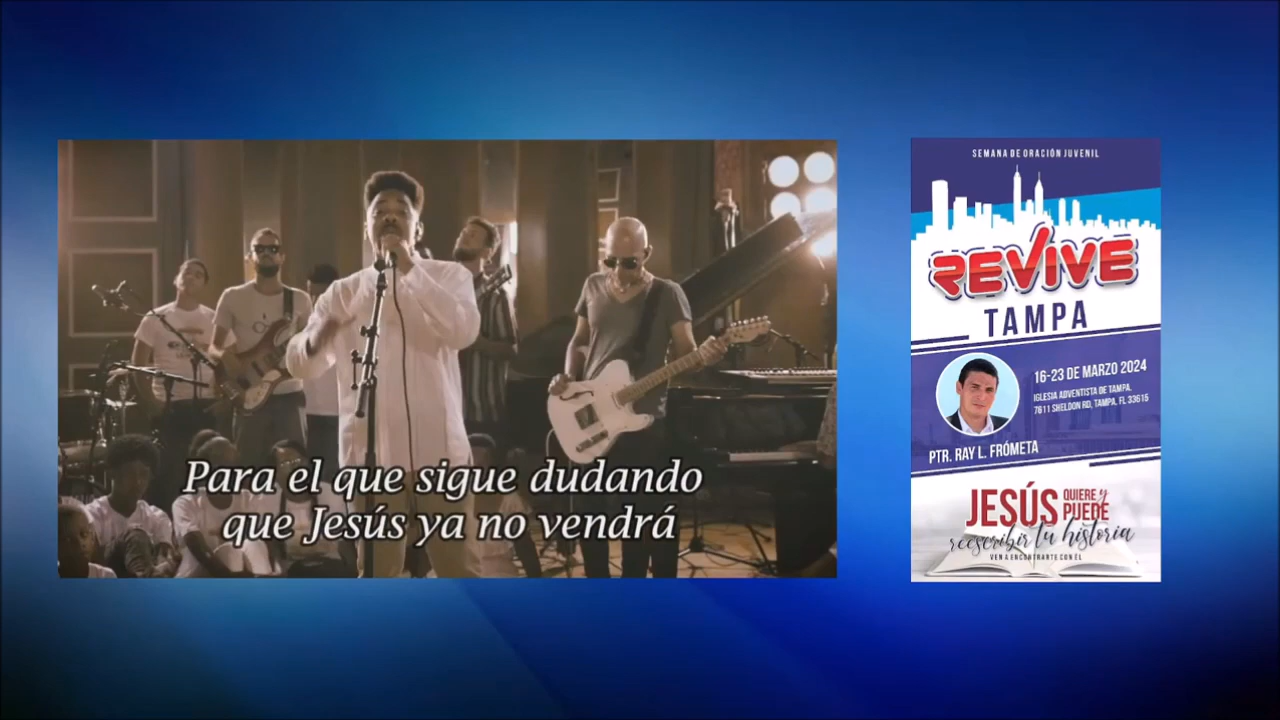 Para el que sigue dudando
que Jesús ya no vendrá
SEMANA DE ORACIÓN JUVENIL
REVIVE
TAMPA
16-23 DE MARZO 2024
IGLESIA ADVENTISTA DE TAMPA.
7611 SHELDON RD, TAMPA, FL 33615
PTR. RAY L. FRÓMETA
JESÚS QUIERE y PUEDE
reescribir tu historia
VEN A ENCONTRARTE CON ÉL